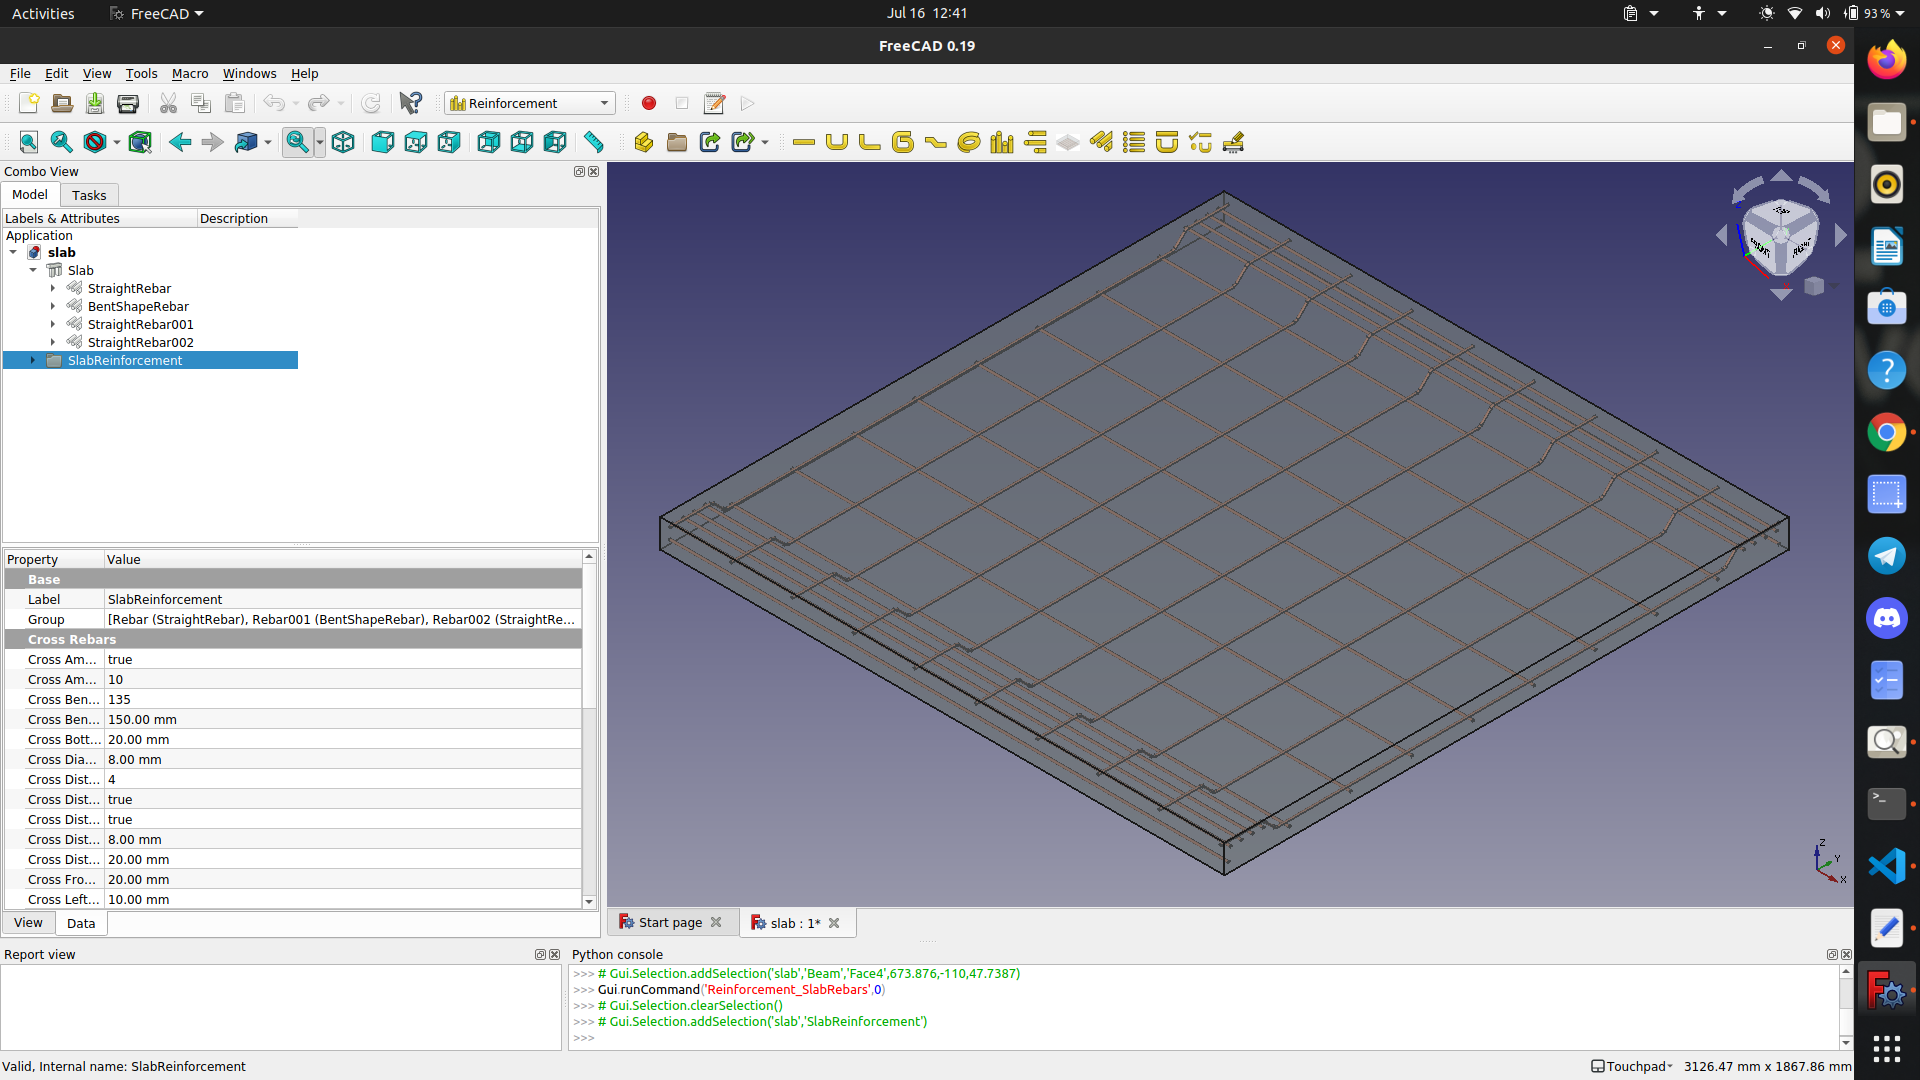 Activities
FreeCAD
Jul 16 12:41
93 %
FreeCAD 0.19
File Edit View Tools Macro Windows Help
Reinforcement
Combo View
Model Tasks
Labels & Attributes Description
Application
slab
Slab
StraightRebar
BentShapeRebar
StraightRebar001
StraightRebar002
SlabReinforcement
Property Value
Base
Label SlabReinforcement
Group [Rebar (StraightRebar), Rebar001 (BentShapeRebar), Rebar002 (StraightRe...
Cross Rebars
Cross Am... true
Cross Am... 10
Cross Ben... 135
Cross Ben... 150.00 mm
Cross Bott... 20.00 mm
Cross Dia... 8.00 mm
Cross Dist... 4
Cross Dist... true
Cross Dist... true
Cross Dist... 8.00 mm
Cross Dist... 20.00 mm
Cross Fro... 20.00 mm
Cross Left... 10.00 mm
View Data
Z
Y
X
Start page
slab : 1*
Report view
Python console
>>> # Gui.Selection.addSelection('slab','Beam','Face4',673.876,-110,47.7387)
>>> Gui.runCommand('Reinforcement_SlabRebars',0)
>>> # Gui.Selection.clearSelection()
>>> # Gui.Selection.addSelection('slab','SlabReinforcement')
>>>
Valid, Internal name: SlabReinforcement
Touchpad
3126.47 mm x 1867.86 mm